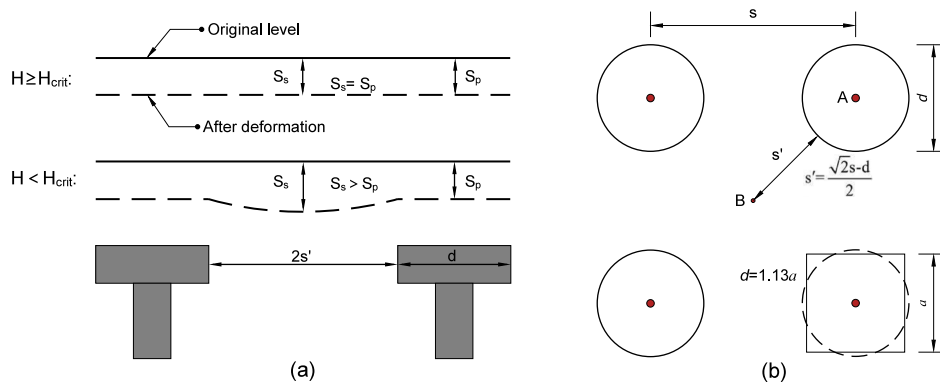 Original level
H≥H_crit:
S_s
S_s= S_p
S_p
After deformation
H < H_crit:
S_s
S_s > S_p
S_p
2s'
d
(a)
s
A
d
s'
s'=(√2s-d)/2
B
d=1.13a
a
(b)